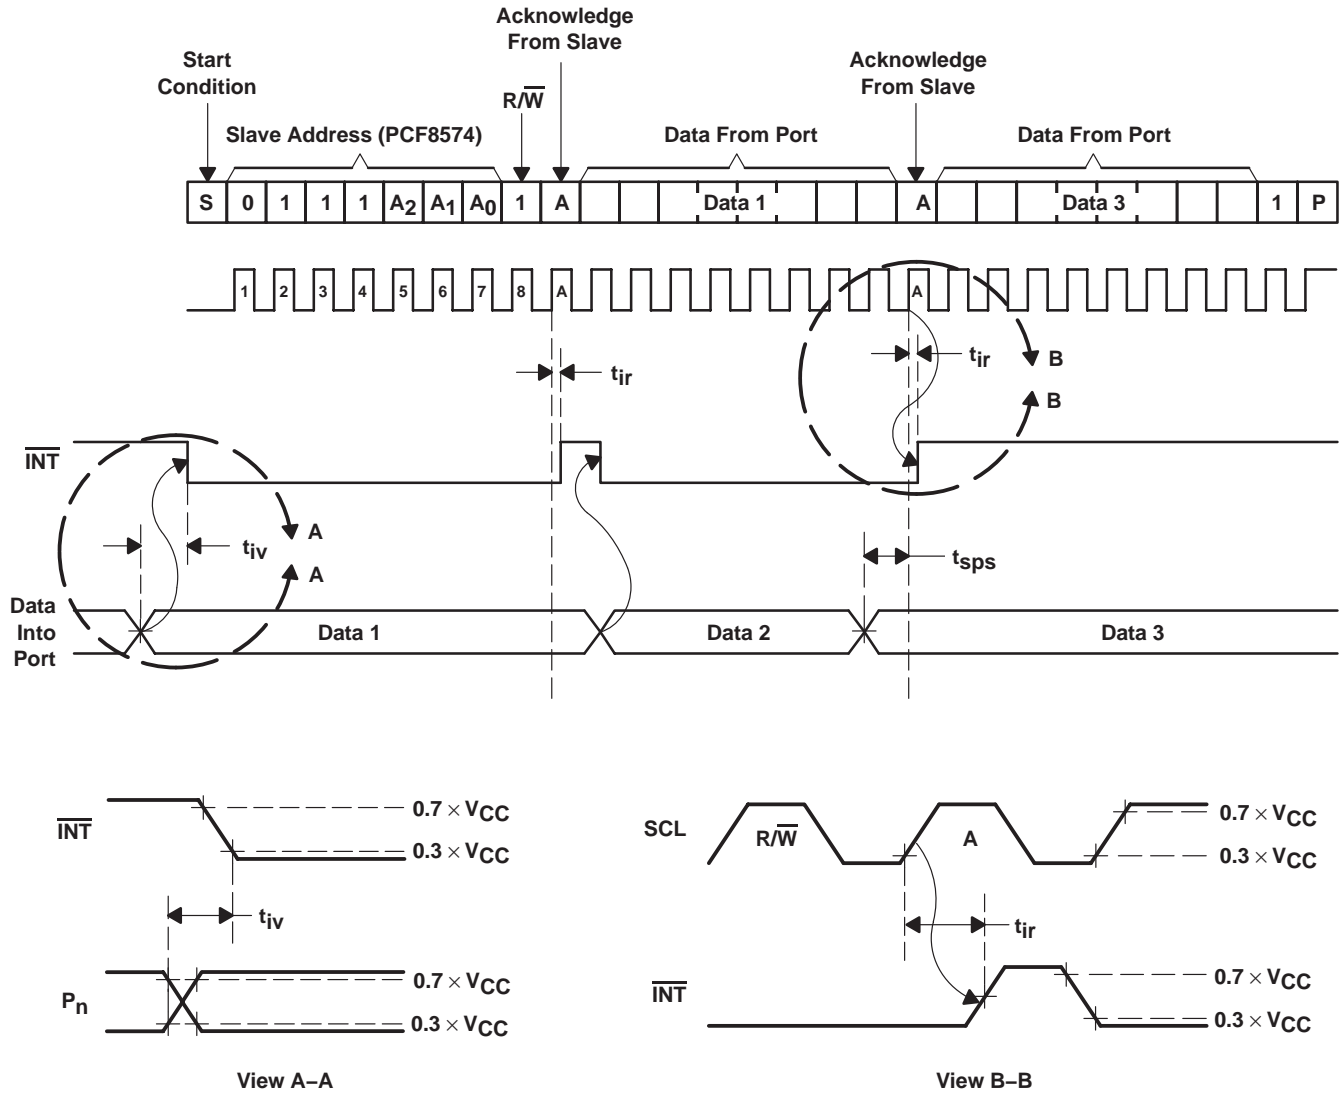 Acknowledge
From Slave
Start
Condition
R/W̅
Acknowledge
From Slave
Slave Address (PCF8574)
Data From Port
Data From Port
S 0 1 1 1 A2 A1 A0 1 A Data 1 A Data 3 1 P
1 2 3 4 5 6 7 8 A A
tir
tir
B
B
I̅N̅T̅
A
tiv
A
tsps
Data
Into
Port
Data 1
Data 2
Data 3
I̅N̅T̅
0.7 × VCC
0.3 × VCC
tiv
Pn
0.7 × VCC
0.3 × VCC
View A–A
SCL
R/W̅
A
0.7 × VCC
0.3 × VCC
tir
I̅N̅T̅
0.7 × VCC
0.3 × VCC
View B–B